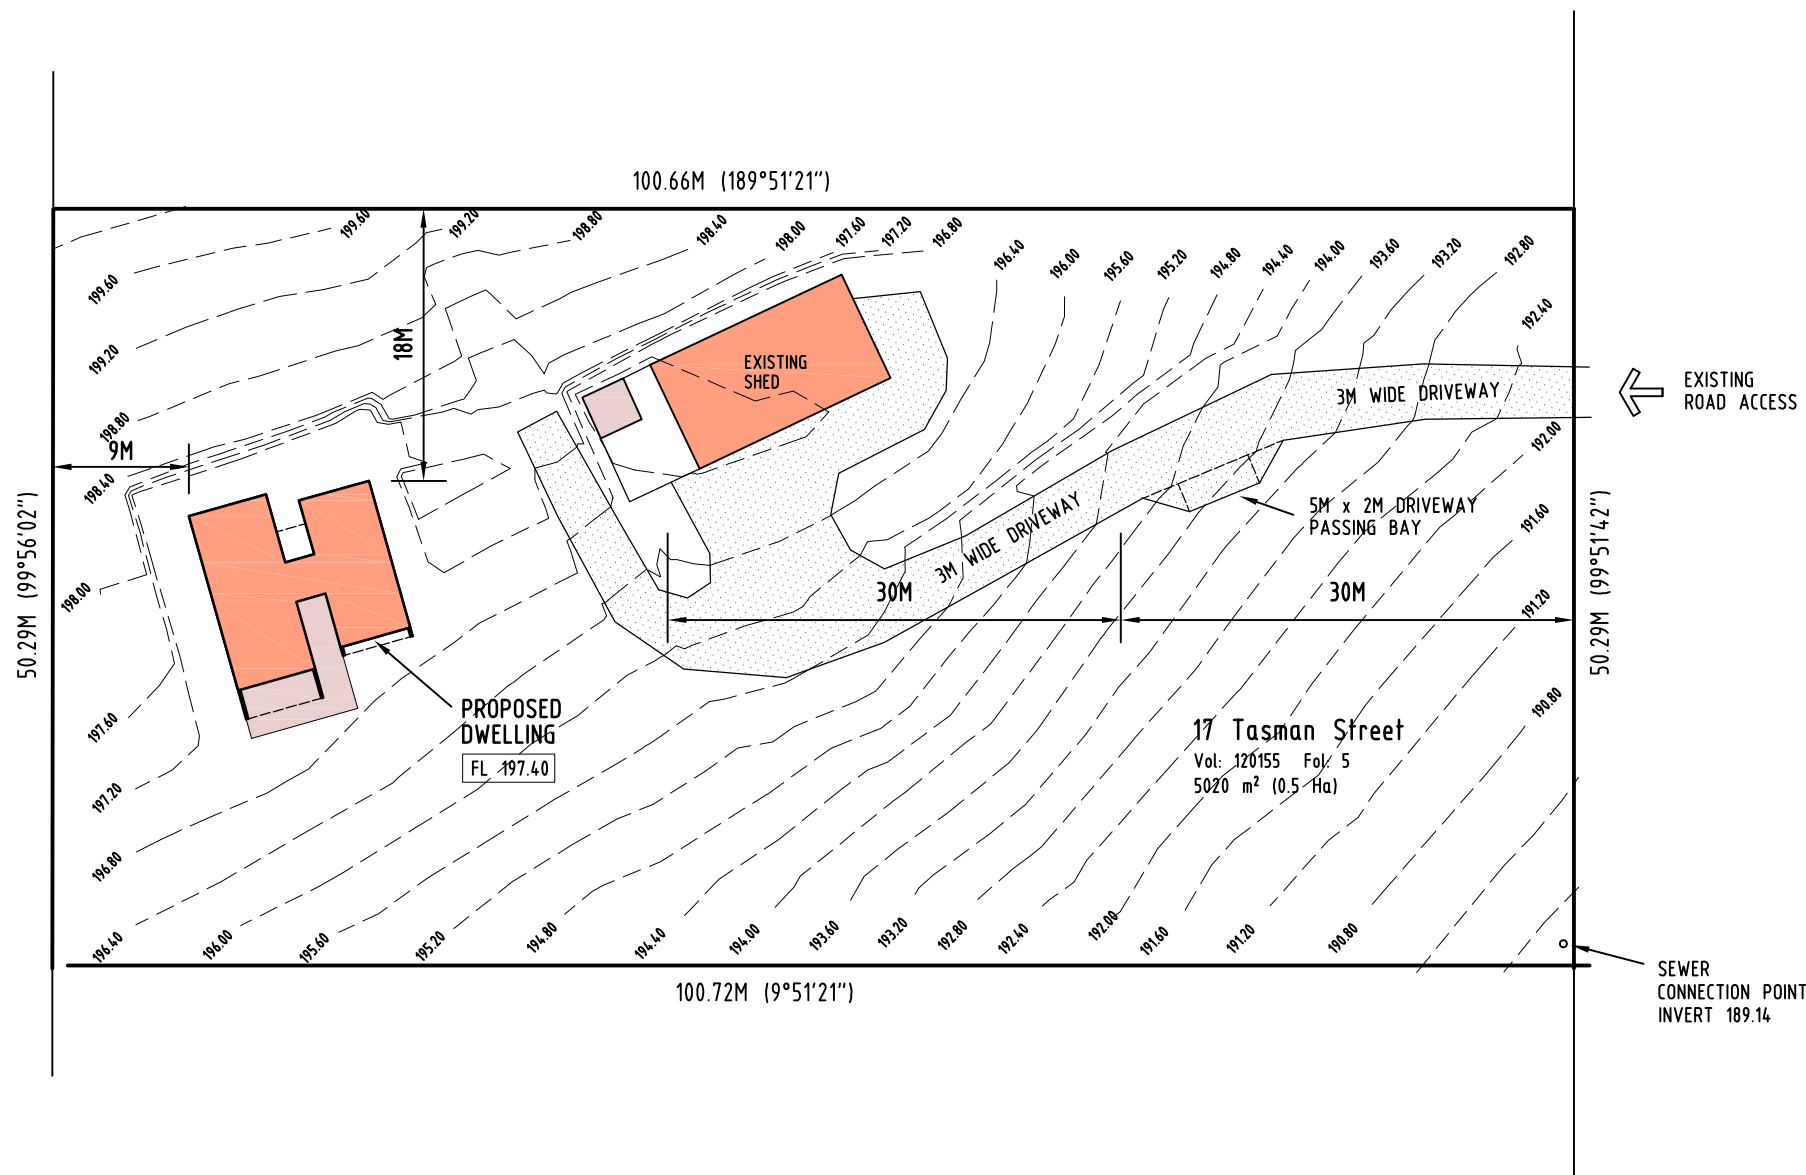 100.66M (189°51'21")
199.60
199.20
198.80
198.40
198.00
197.60
197.20
196.80
196.40
196.00
195.60
195.20
194.80
194.40
194.00
193.60
193.20
192.80
192.40
199.60
199.20
198.80
198.40
198.00
197.60
197.20
196.80
18M
9M
EXISTING
SHED
3M WIDE DRIVEWAY
EXISTING
ROAD ACCESS
192.00
5M x 2M DRIVEWAY
PASSING BAY
191.60
3M WIDE DRIVEWAY
30M
30M
191.20
50.29M (99°56'02")
50.29M (99°51'42")
PROPOSED
DWELLING
FL 197.40
190.80
17 Tasman Street
Vol: 120155 Fol: 5
5020 m² (0.5 Ha)
196.40
196.00
195.60
195.20
194.80
194.40
194.00
193.60
193.20
192.80
192.40
192.00
191.60
191.20
190.80
100.72M (9°51'21")
SEWER
CONNECTION POINT
INVERT 189.14